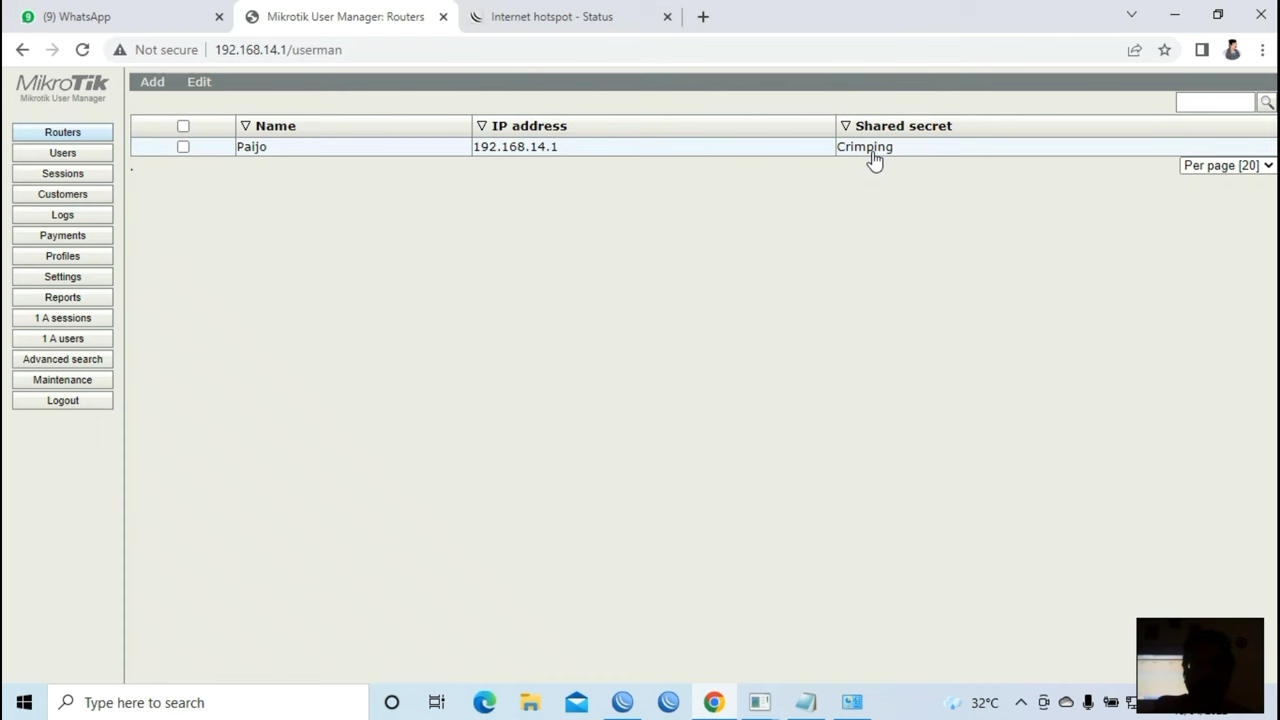 9
(9) WhatsApp
Mikrotik User Manager: Routers
Internet hotspot - Status
Not secure
192.168.14.1/userman
MikroTik
Mikrotik User Manager
Add
Edit
Routers
Users
Sessions
Customers
Logs
Payments
Profiles
Settings
Reports
1 A sessions
1 A users
Advanced search
Maintenance
Logout
Name
IP address
Shared secret
Paijo
192.168.14.1
Crimping
.
Per page [20]
Type here to search
32°C